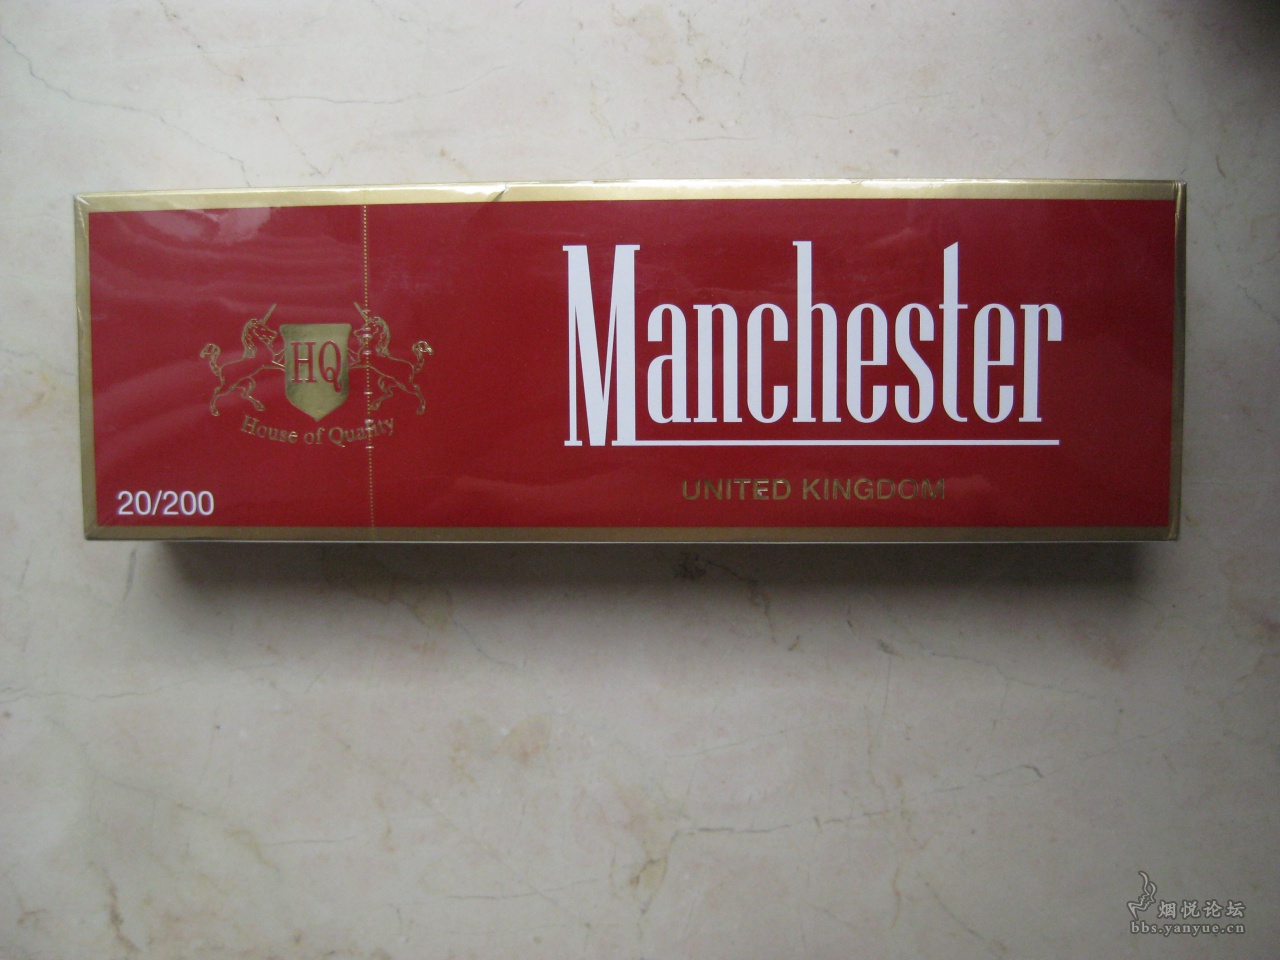 Manchester
HQ
House of Quality
UNITED KINGDOM
20/200
烟悦论坛
bbs.yanyue.cn